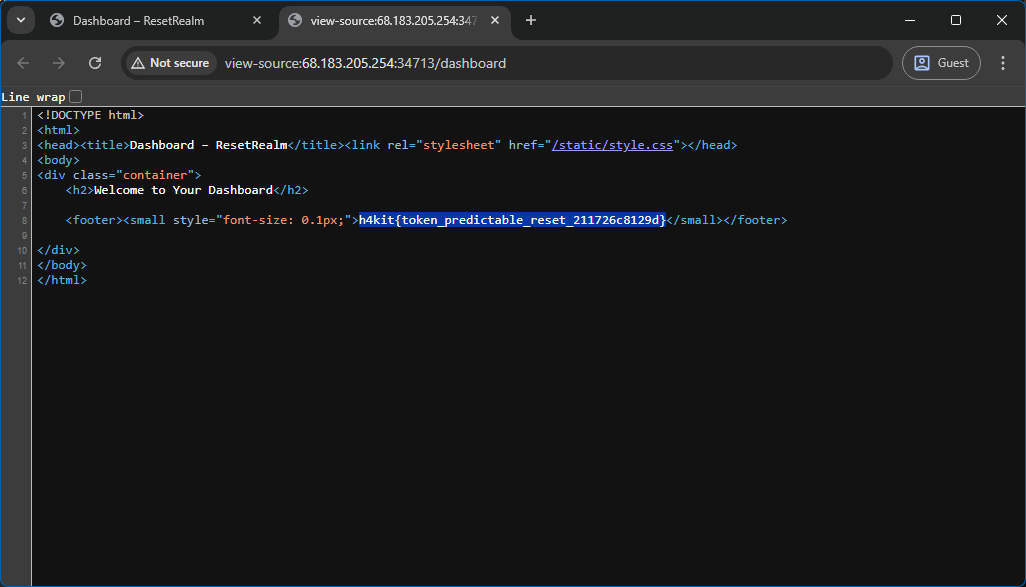 Dashboard – ResetRealm
view-source:68.183.205.254:347
Not secure
view-source:68.183.205.254:34713/dashboard
Guest
Line wrap
1 <!DOCTYPE html>
2 <html>
3 <head><title>Dashboard – ResetRealm</title><link rel="stylesheet" href="/static/style.css"></head>
4 <body>
5 <div class="container">
6 <h2>Welcome to Your Dashboard</h2>
7
8 <footer><small style="font-size: 0.1px;">h4kit{token_predictable_reset_211726c8129d}</small></footer>
9
10 </div>
11 </body>
12 </html>